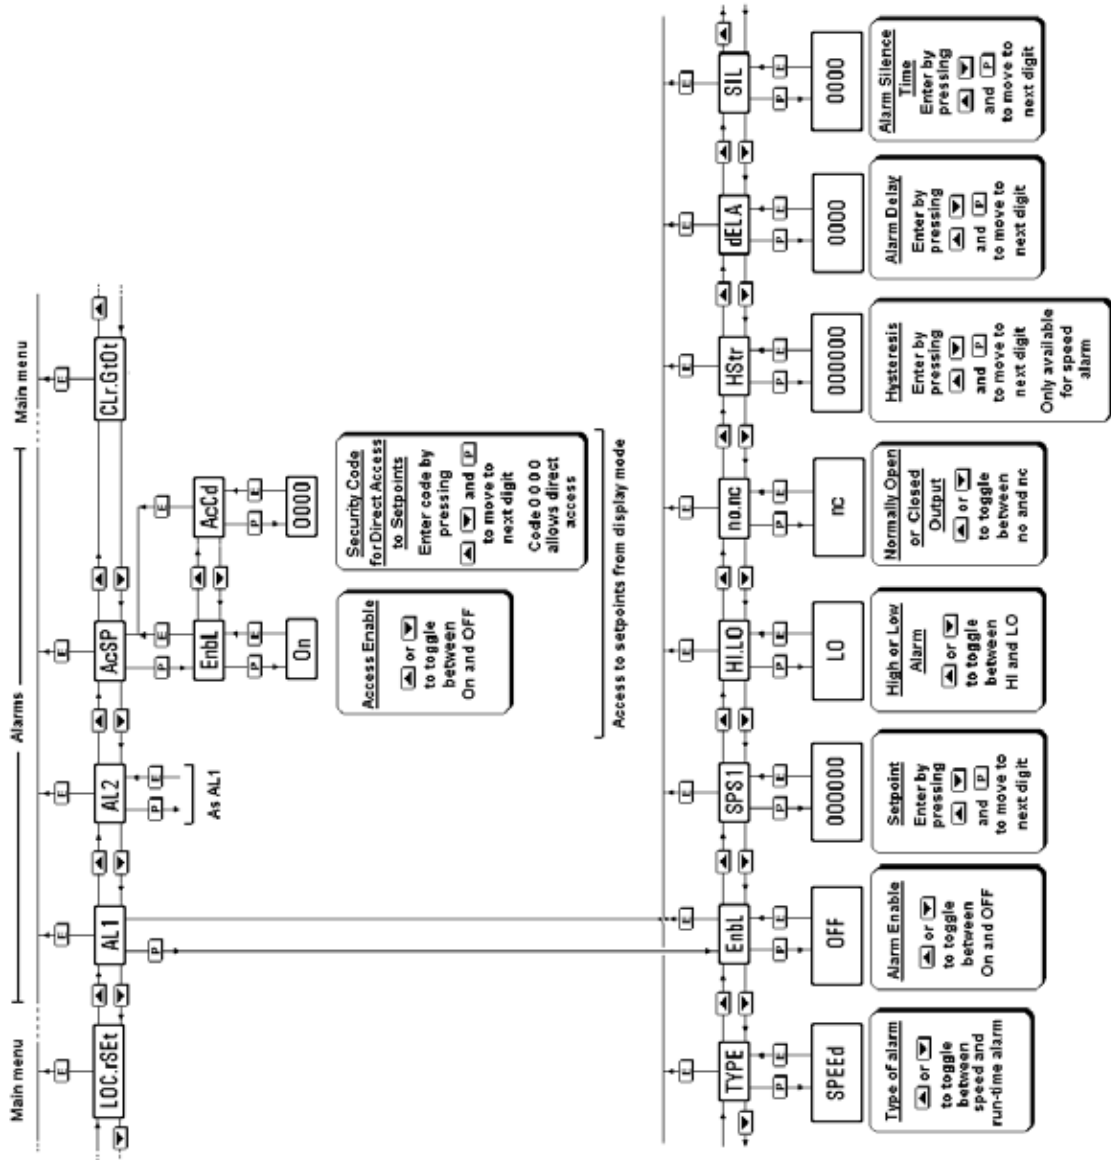 Main menu
Alarms
Main menu
E
E
E
E
E
LOC.rSEt
AL1
AL2
AcSP
CLr.GtOt
P
P
E
As AL1
P
E
E
EnbL
AcCd
P
E
P
E
On
0000
Access Enable
or
to toggle
between
On and OFF
Security Code
for Direct Access
to Setpoints
Enter code by
pressing
and P
to move to
next digit
Code 0 0 0 0
allows direct
access
Access to setpoints from display mode
E
E
E
E
E
E
E
E
TYPE
EnbL
SPS1
HI.LO
no.nc
HStr
dELA
SIL
P
E
P
E
P
E
P
E
P
E
P
E
P
E
P
E
SPEEd
OFF
000000
LO
nc
000000
0000
0000
Type of alarm
or
to toggle
between
speed and
run-time alarm
Alarm Enable
or
to toggle
between
On and OFF
Setpoint
Enter by
pressing
and P
to move to
next digit
High or Low
Alarm
or
to toggle
between
HI and LO
Normally Open
or Closed
Output
or
to toggle
between
no and nc
Hysteresis
Enter by
pressing
and P
to move to
next digit
Only available
for speed
alarm
Alarm Delay
Enter by
pressing
and P
to move to
next digit
Alarm Silence
Time
Enter by
pressing
and P
to move to
next digit